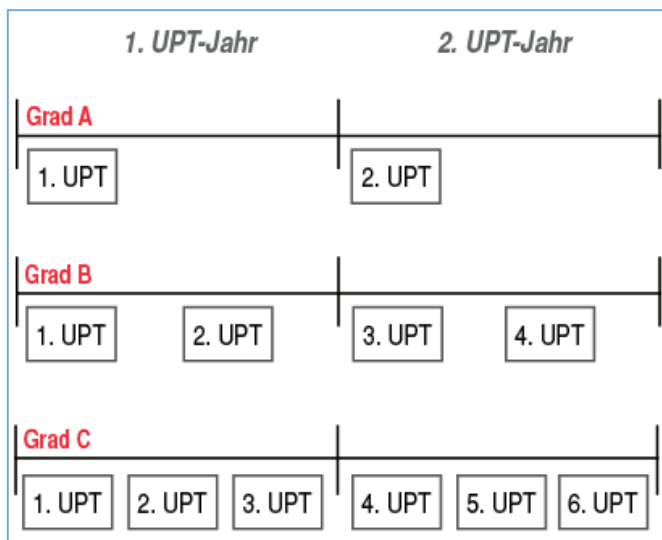 1. UPT-Jahr 2. UPT-Jahr
Grad A
1. UPT 2. UPT
Grad B
1. UPT 2. UPT 3. UPT 4. UPT
Grad C
1. UPT 2. UPT 3. UPT 4. UPT 5. UPT 6. UPT